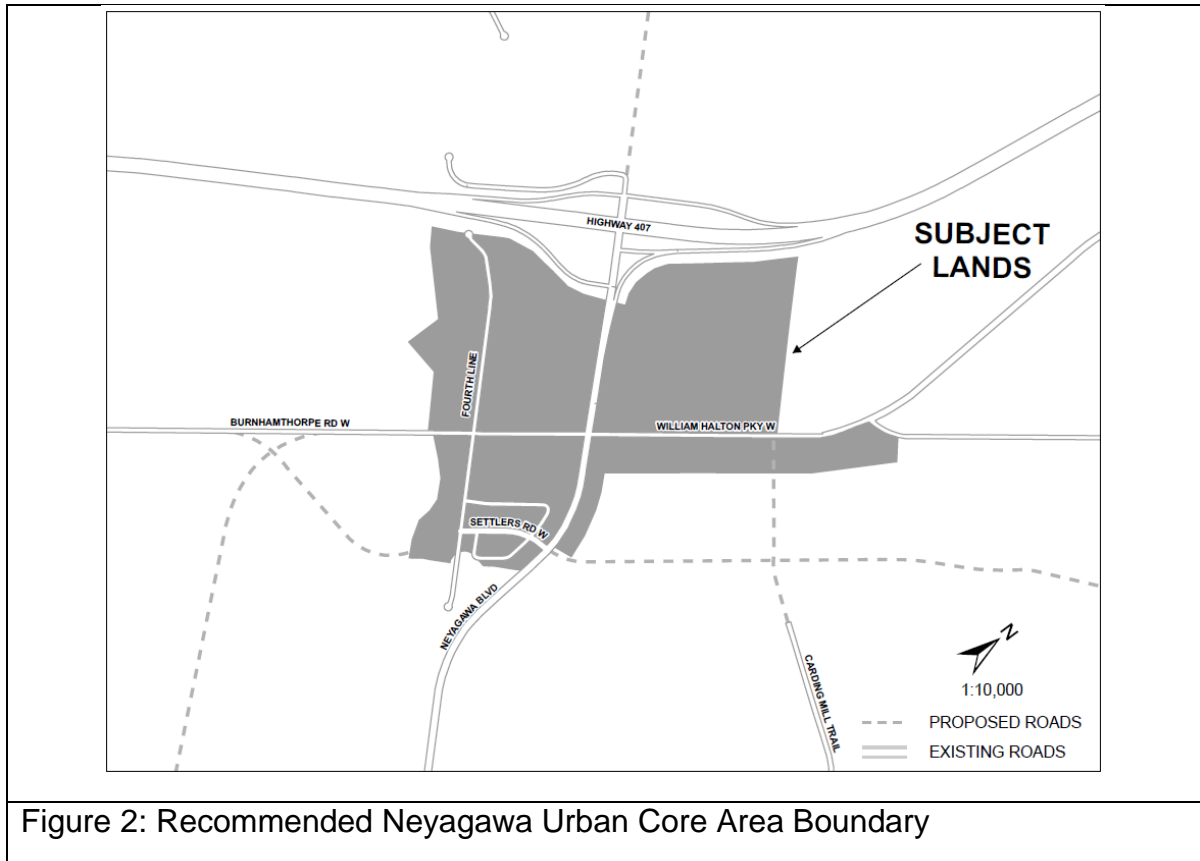 HIGHWAY 407
SUBJECT
LANDS
FOURTH LINE
BURNHAMTHORPE RD W
WILLIAM HALTON PKY W
SETTLERS RD W
NEYAGAWA BLVD
CARDING MILL TRAIL
N
1:10,000
PROPOSED ROADS
EXISTING ROADS
Figure 2: Recommended Neyagawa Urban Core Area Boundary